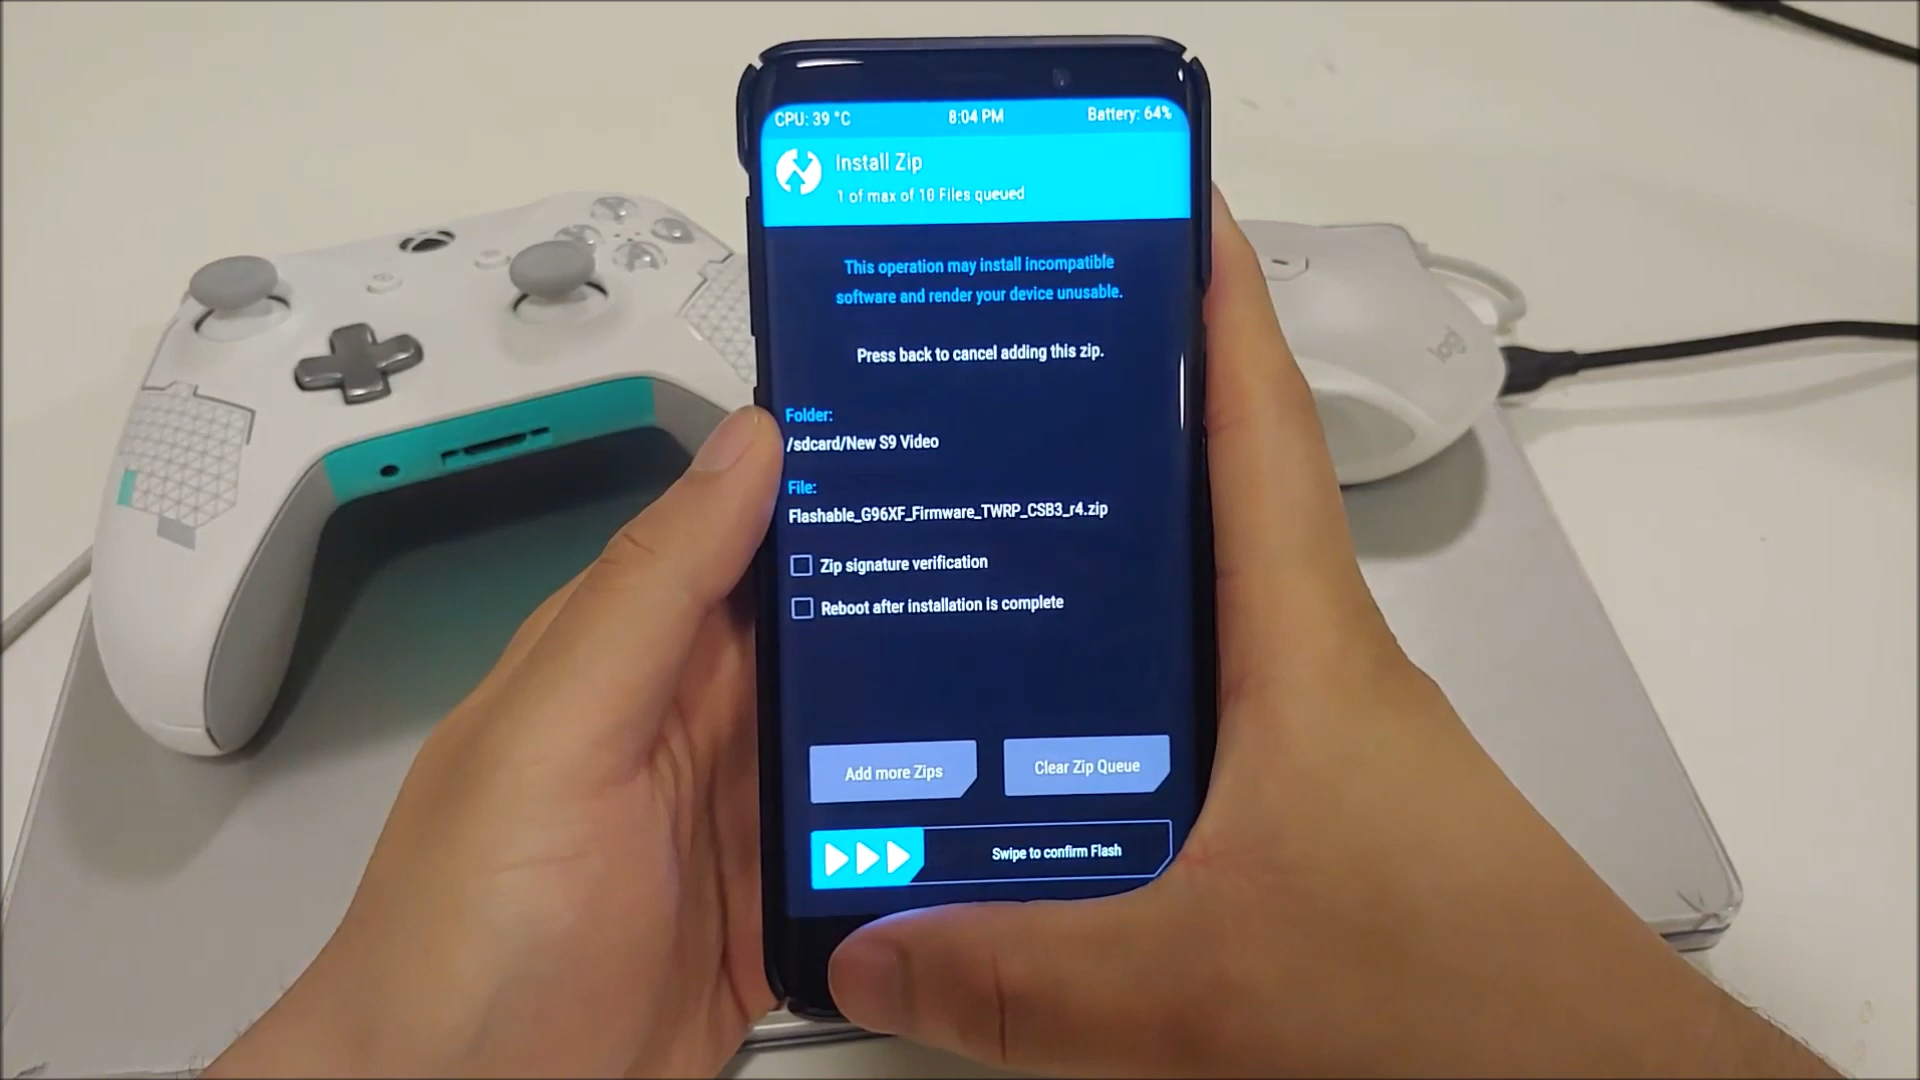 CPU: 39 °C
8:04 PM
Battery: 64%
Install Zip
1 of max of 10 Files queued
This operation may install incompatible
software and render your device unusable.
Press back to cancel adding this zip.
Folder:
/sdcard/New S9 Video
File:
Flashable_G96XF_Firmware_TWRP_CSB3_r4.zip
Zip signature verification
Reboot after installation is complete
Add more Zips
Clear Zip Queue
Swipe to confirm Flash
logi